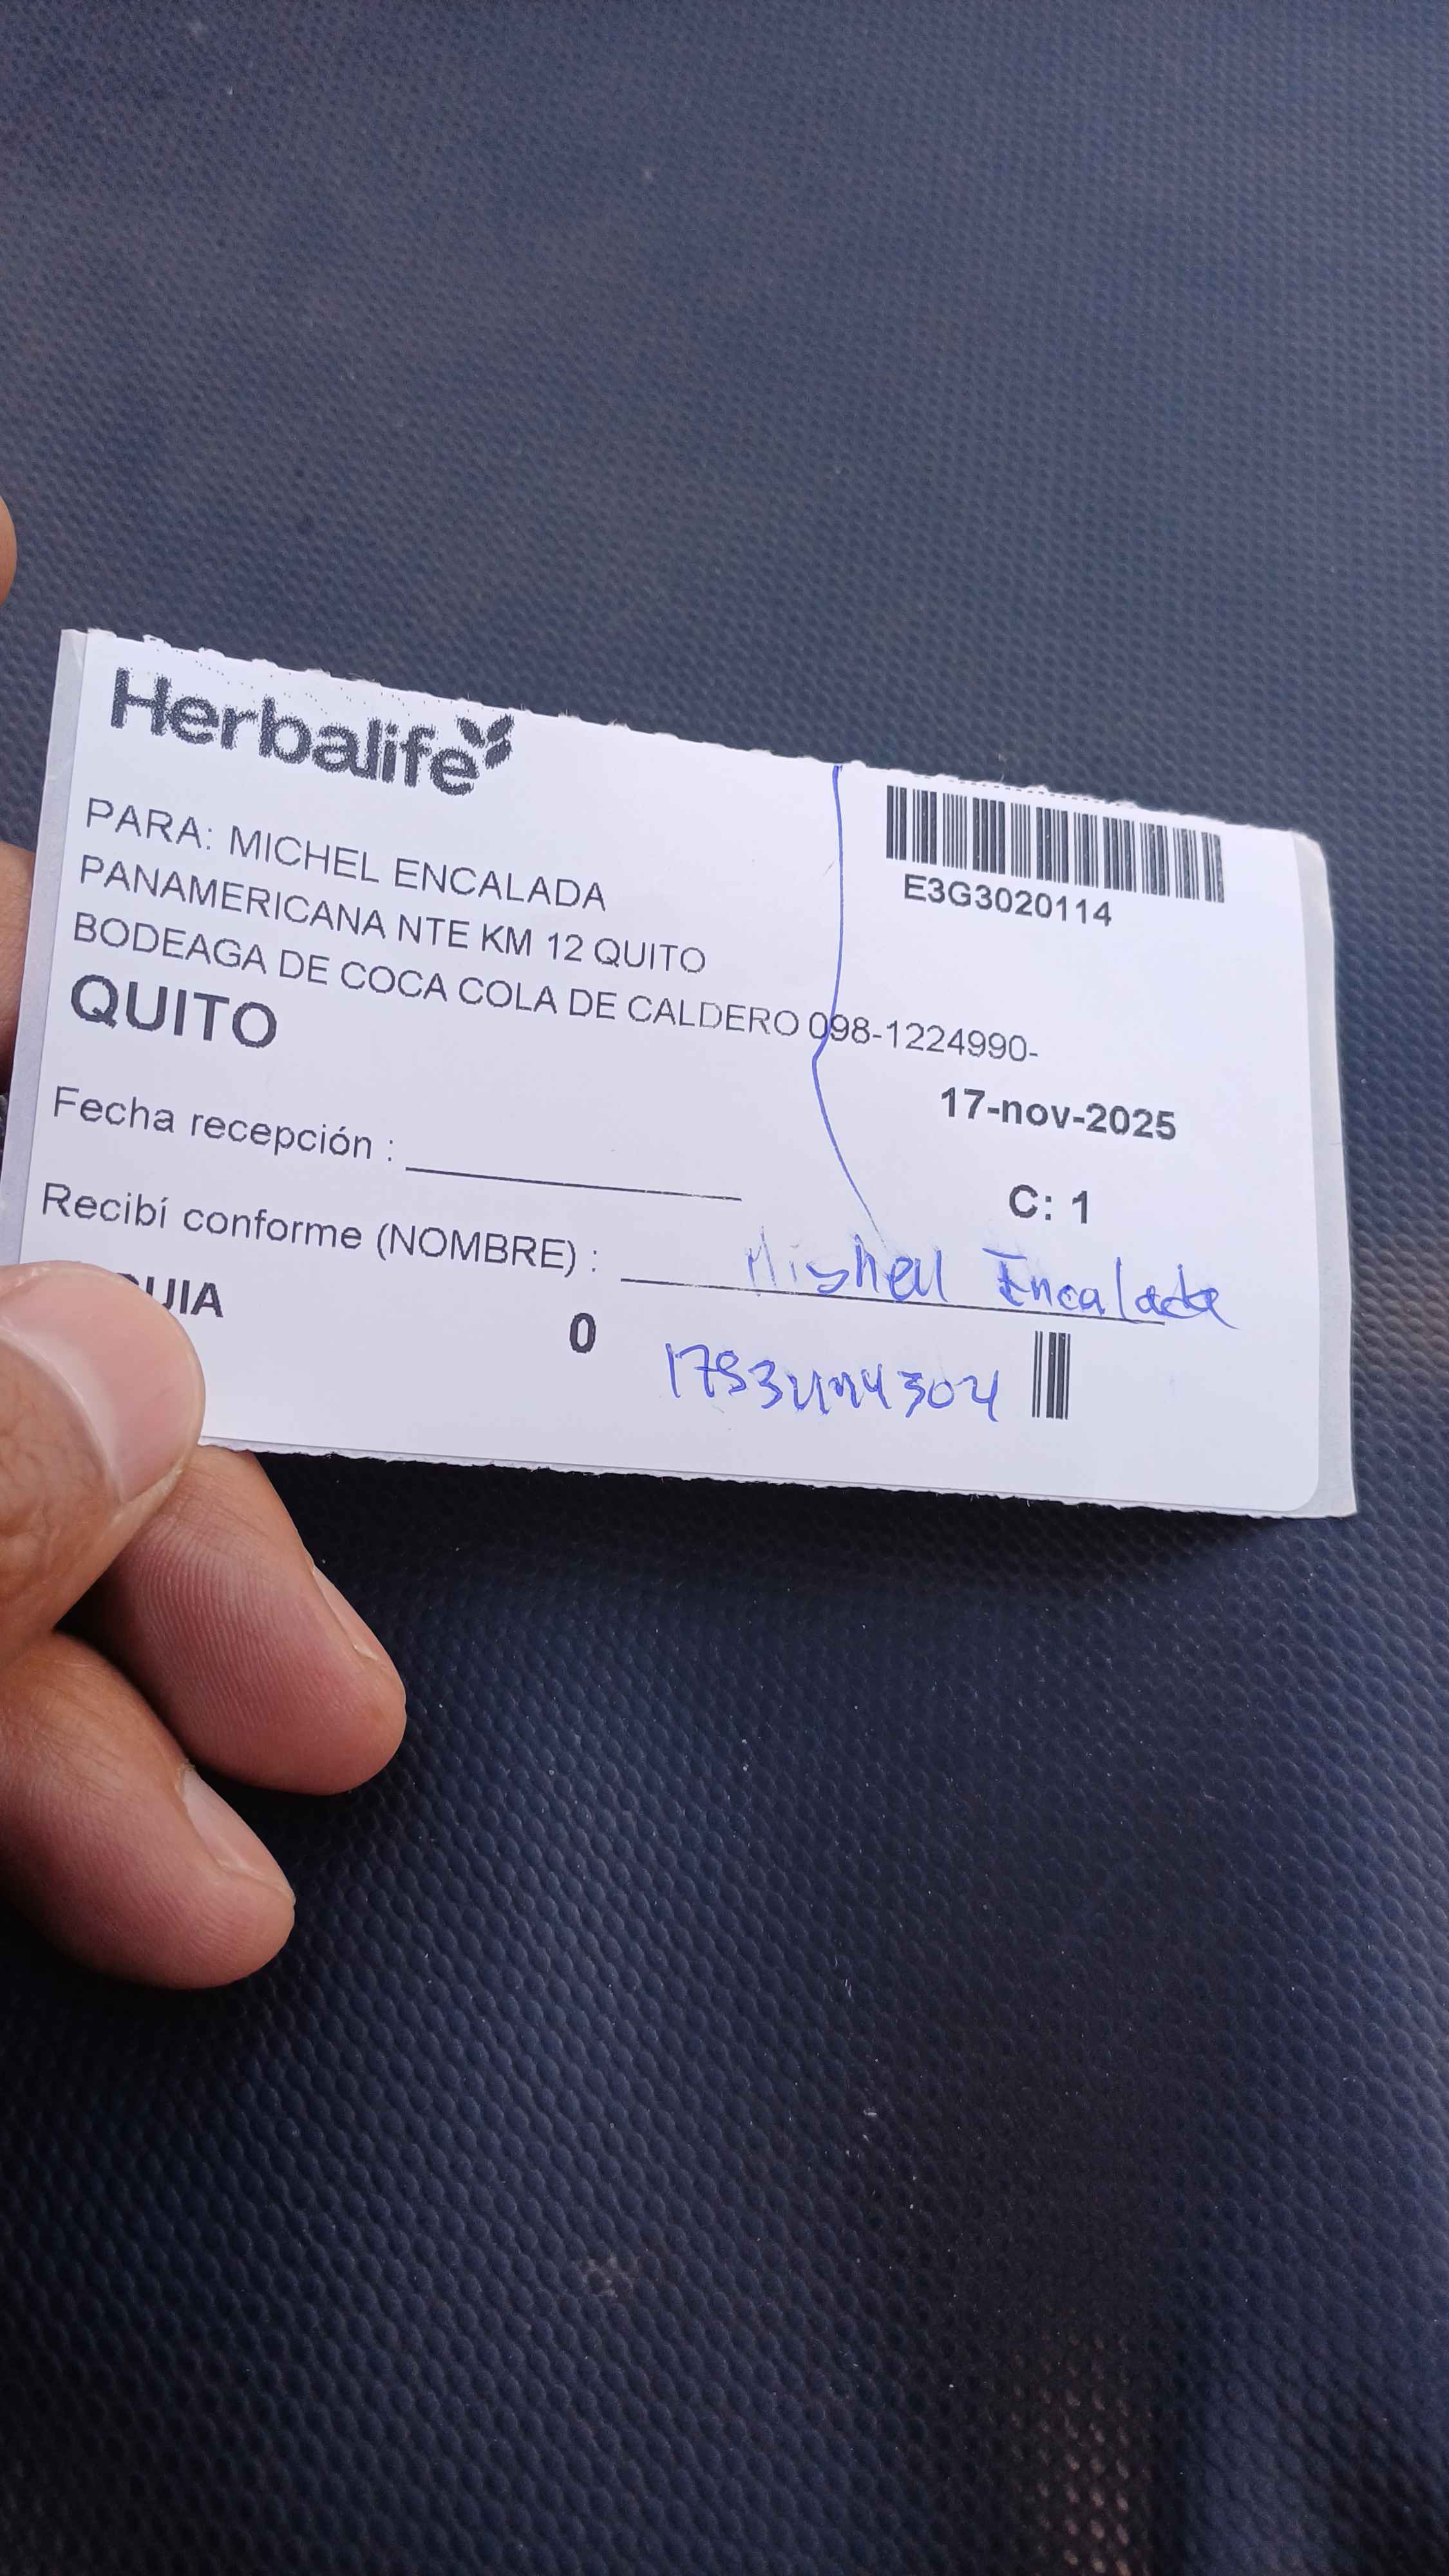 Herbalife
E3G3020114
PARA: MICHEL ENCALADA
PANAMERICANA NTE KM 12 QUITO
BODEAGA DE COCA COLA DE CALDERO 098-1224990-
QUITO
17-nov-2025
Fecha recepción :
C: 1
Recibí conforme (NOMBRE) : Mishell Encalada
UIA 0